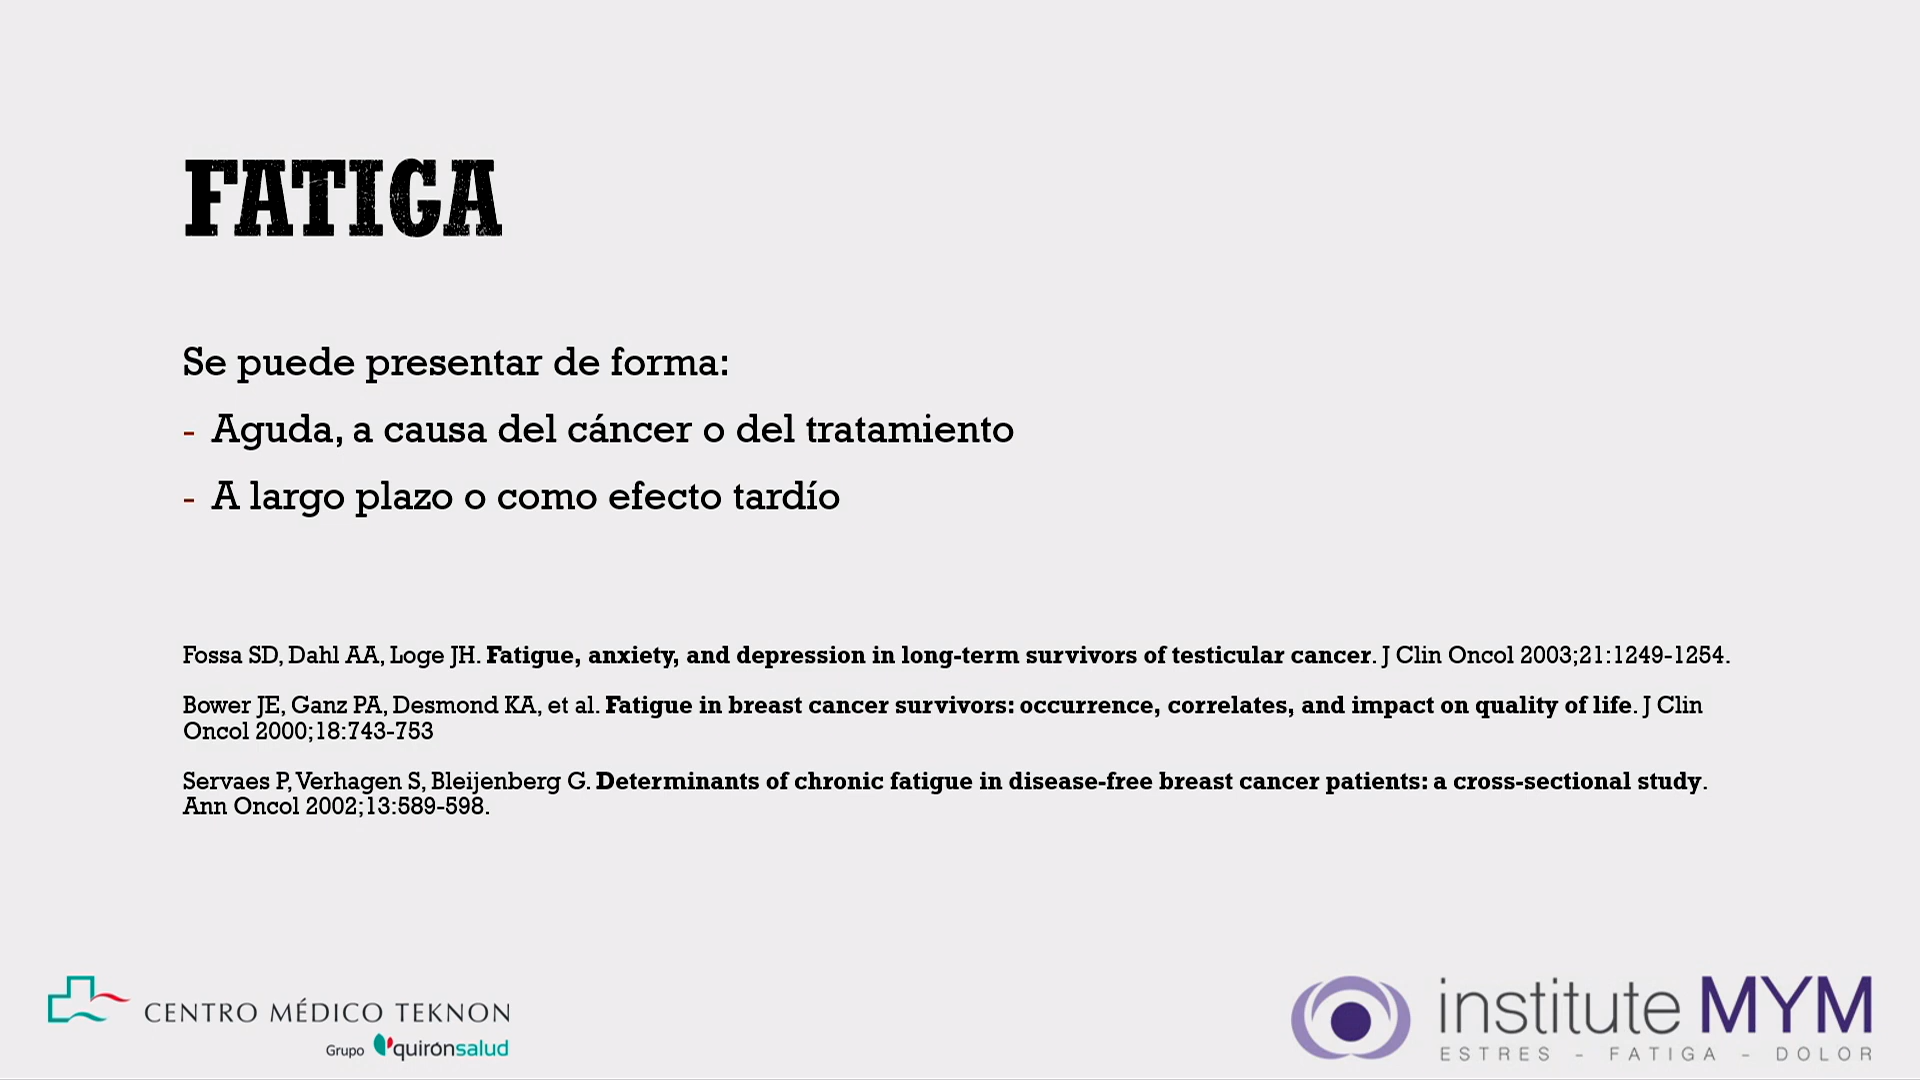 FATIGA
Se puede presentar de forma:
- Aguda, a causa del cáncer o del tratamiento
- A largo plazo o como efecto tardío
Fossa SD, Dahl AA, Loge JH. Fatigue, anxiety, and depression in long-term survivors of testicular cancer. J Clin Oncol 2003;21:1249-1254.
Bower JE, Ganz PA, Desmond KA, et al. Fatigue in breast cancer survivors: occurrence, correlates, and impact on quality of life. J Clin
Oncol 2000;18:743-753
Servaes P, Verhagen S, Bleijenberg G. Determinants of chronic fatigue in disease-free breast cancer patients: a cross-sectional study.
Ann Oncol 2002;13:589-598.
CENTRO MÉDICO TEKNON
Grupo quirónsalud
institute MYM
ESTRES - FATIGA - DOLOR